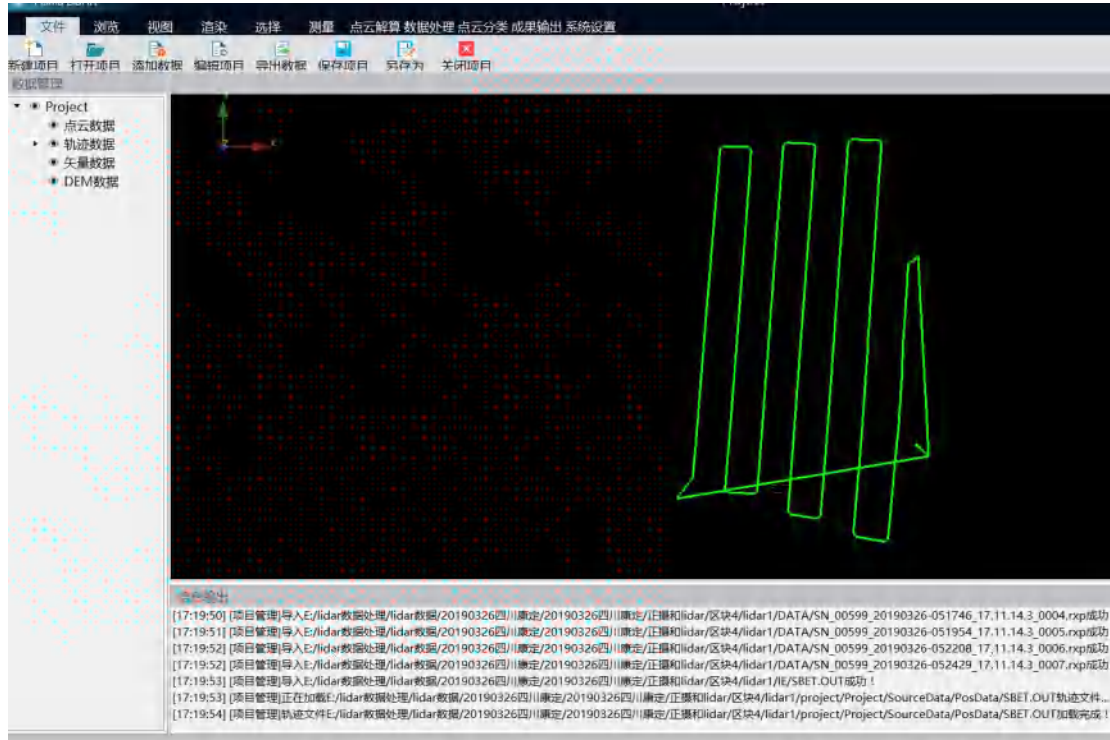 文件 浏览 视图 渲染 选择 测量 点云解算 数据处理 点云分类 成果输出 系统设置
新建项目 打开项目 添加数据 编辑项目 导出数据 保存项目 另存为 关闭项目
数据管理
Project
点云数据
轨迹数据
矢量数据
DEM数据
信息输出
[17:19:50] [项目管理]导入E:/lidar数据处理/lidar数据/20190326四川康定/20190326四川康定/正摄和lidar/区块4/lidar1/DATA/SN_00599_20190326-051746_17.11.14.3_0004.rxp成功
[17:19:51] [项目管理]导入E:/lidar数据处理/lidar数据/20190326四川康定/20190326四川康定/正摄和lidar/区块4/lidar1/DATA/SN_00599_20190326-051954_17.11.14.3_0005.rxp成功
[17:19:52] [项目管理]导入E:/lidar数据处理/lidar数据/20190326四川康定/20190326四川康定/正摄和lidar/区块4/lidar1/DATA/SN_00599_20190326-052208_17.11.14.3_0006.rxp成功
[17:19:52] [项目管理]导入E:/lidar数据处理/lidar数据/20190326四川康定/20190326四川康定/正摄和lidar/区块4/lidar1/DATA/SN_00599_20190326-052429_17.11.14.3_0007.rxp成功
[17:19:53] [项目管理]导入E:/lidar数据处理/lidar数据/20190326四川康定/20190326四川康定/正摄和lidar/区块4/lidar1/IE/SBET.OUT成功！
[17:19:53] [项目管理]正在加载E:/lidar数据处理/lidar数据/20190326四川康定/20190326四川康定/正摄和lidar/区块4/lidar1/project/Project/SourceData/PosData/SBET.OUT轨迹文件...
[17:19:54] [项目管理]轨迹文件E:/lidar数据处理/lidar数据/20190326四川康定/20190326四川康定/正摄和lidar/区块4/lidar1/project/Project/SourceData/PosData/SBET.OUT加载完成！